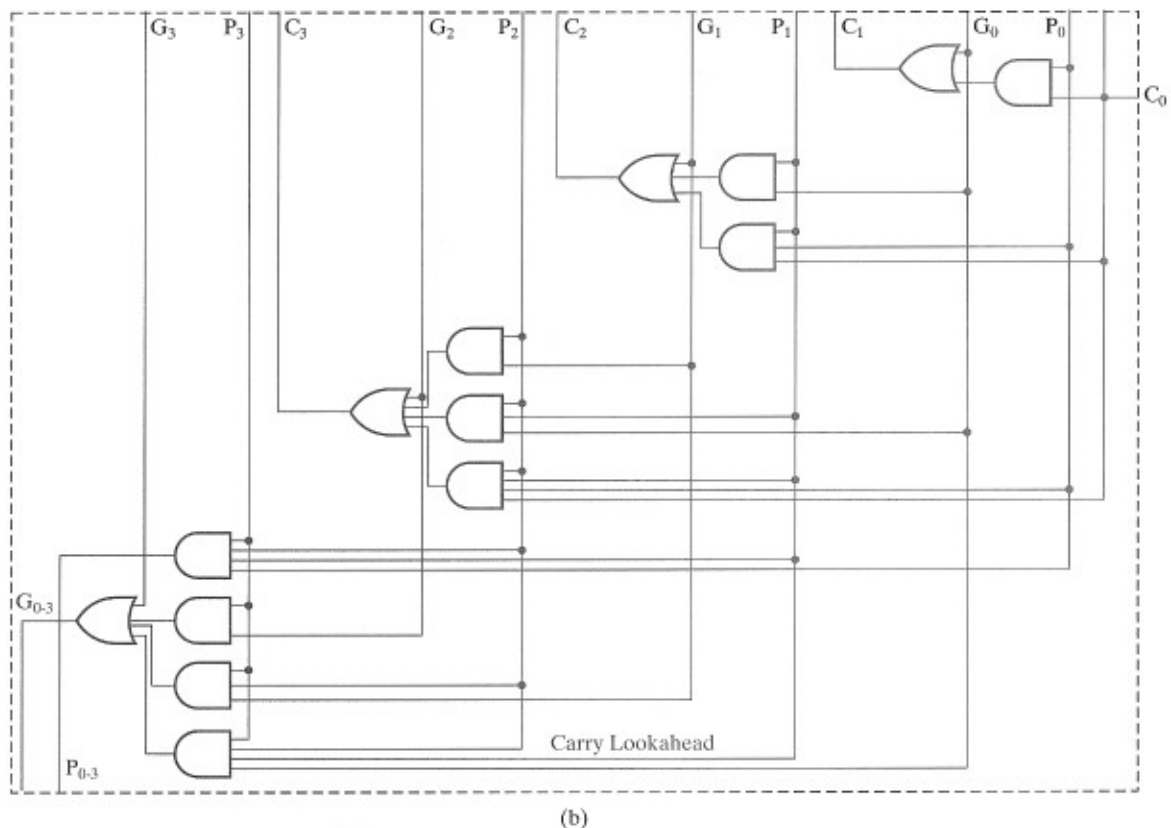 G₃ P₃ C₃ G₂ P₂ C₂ G₁ P₁ C₁ G₀ P₀
C₀
G₀₋₃
Carry Lookahead
P₀₋₃
(b)